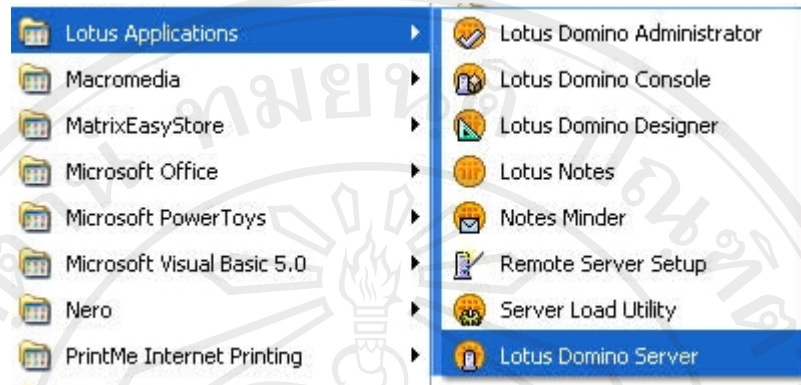 Lotus Applications
Macromedia
MatrixEasyStore
Microsoft Office
Microsoft PowerToys
Microsoft Visual Basic 5.0
Nero
PrintMe Internet Printing
Lotus Domino Administrator
Lotus Domino Console
Lotus Domino Designer
Lotus Notes
Notes Minder
Remote Server Setup
Server Load Utility
Lotus Domino Server